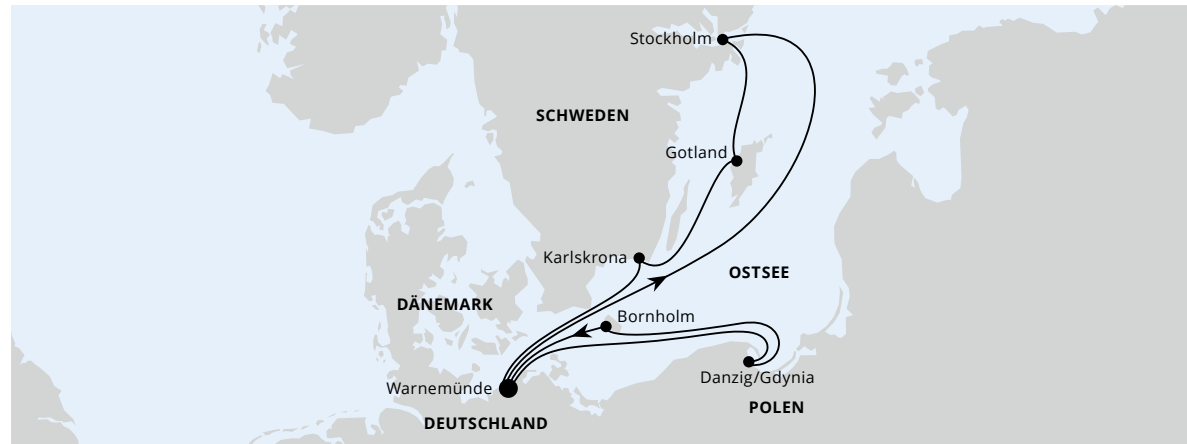 Stockholm
SCHWEDEN
Gotland
Karlskrona
OSTSEE
DÄNEMARK
Bornholm
Warnemünde
Danzig/Gdynia
POLEN
DEUTSCHLAND